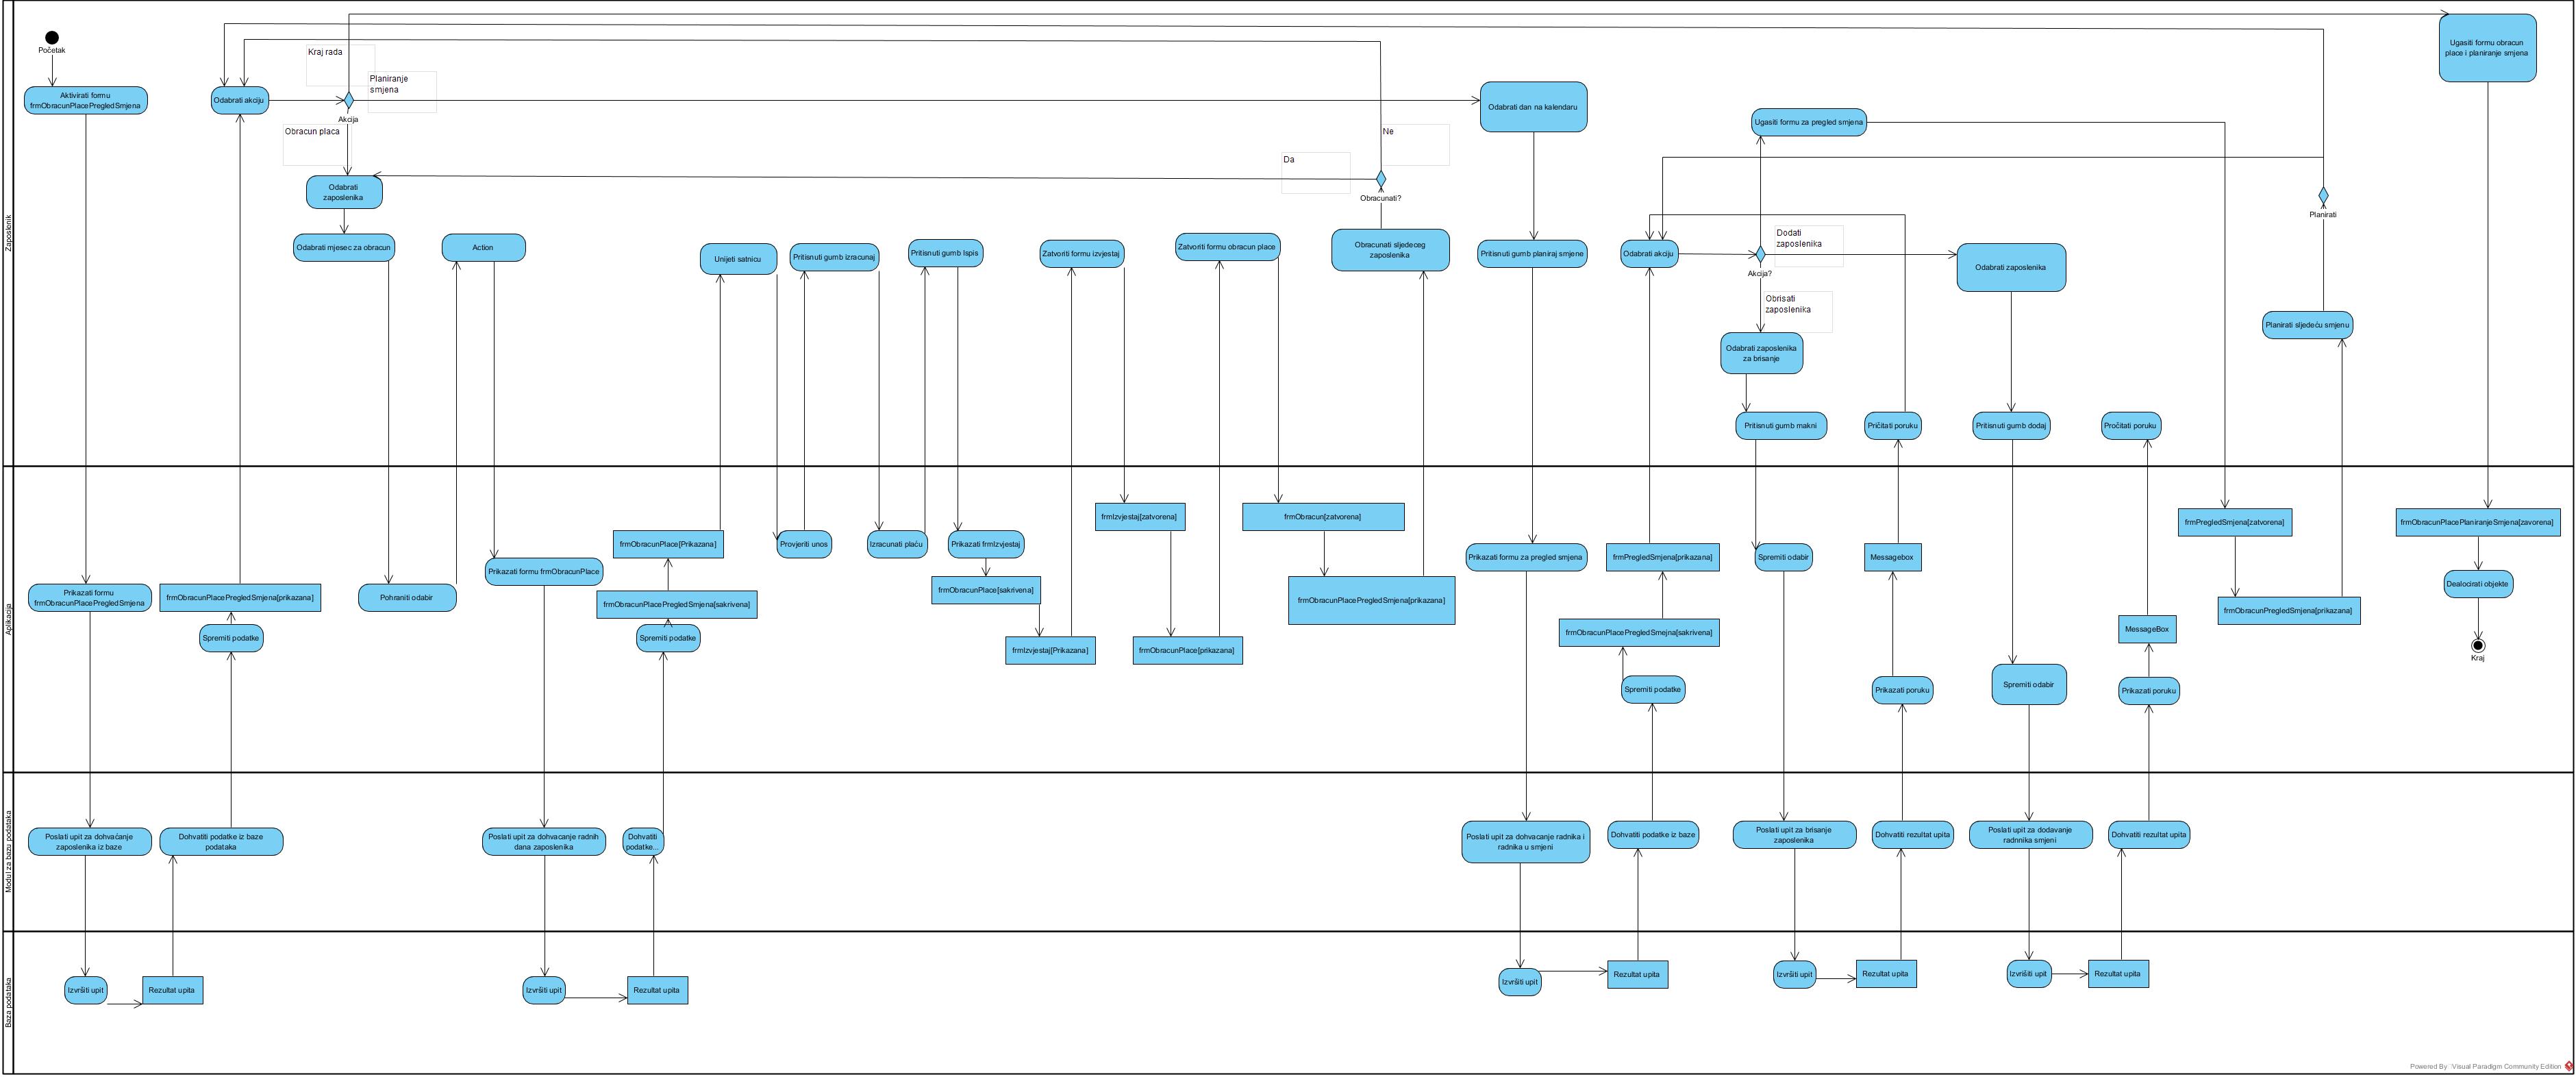 Zaposlenik
Početak
Aktivirati formu
frmObracunPlacePregledSmjena
Odabrati akciju
Kraj rada
Planiranje
smjena
Akcija
Obracun placa
Odabrati
zaposlenika
Odabrati mjesec za obracun
Action
Unijeti satnicu
Pritisnuti gumb izracunaj
Pritisnuti gumb Ispis
Zatvoriti formu izvjestaj
Zatvoriti formu obracun place
Da
Ne
Obracunati?
Obracunati sljedeceg
zaposlenika
Odabrati dan na kalendaru
Pritisnuti gumb planiraj smjene
Ugasiti formu za pregled smjena
Odabrati akciju
Akcija?
Dodati
zaposlenika
Obrisati
zaposlenika
Odabrati zaposlenika
za brisanje
Pritisnuti gumb makni
Pričitati poruku
Odabrati zaposlenika
Pritisnuti gumb dodaj
Pročitati poruku
Planirati
Planirati sljedeću smjenu
Ugasiti formu obracun
place i planiranje smjena
Aplikacija
Prikazati formu
frmObracunPlacePregledSmjena
frmObracunPlacePregledSmjena[prikazana]
Spremiti podatke
Pohraniti odabir
Prikazati formu frmObracunPlace
frmObracunPlace[Prikazana]
frmObracunPlacePregledSmjena[sakrivena]
Spremiti podatke
Provjeriti unos
Izracunati plaću
Prikazati frmIzvjestaj
frmObracunPlace[sakrivena]
frmIzvjestaj[Prikazana]
frmIzvjestaj[zatvorena]
frmObracunPlace[prikazana]
frmObracun[zatvorena]
frmObracunPlacePregledSmjena[prikazana]
Prikazati formu za pregled smjena
frmPregledSmjena[prikazana]
frmObracunPlacePregledSmejna[sakrivena]
Spremiti podatke
Spremiti odabir
Messagebox
Prikazati poruku
Spremiti odabir
MessageBox
Prikazati poruku
frmPregledSmjena[zatvorena]
frmObracunPregledSmjena[prikazana]
frmObracunPlacePlaniranjeSmjena[zavorena]
Dealocirati objekte
Kraj
Modul za bazu podataka
Poslati upit za dohvaćanje
zaposlenika iz baze
Dohvatiti podatke iz baze
podataka
Poslati upit za dohvacanje radnih
dana zaposlenika
Dohvatiti
podatke...
Poslati upit za dohvacanje radnika i
radnika u smjeni
Dohvatiti podatke iz baze
Poslati upit za brisanje
zaposlenika
Dohvatiti rezultat upita
Poslati upit za dodavanje
radnnika smjeni
Dohvatiti rezultat upita
Baza podataka
Izvršiti upit
Rezultat upita
Izvršiti upit
Rezultat upita
Izvršiti upit
Rezultat upita
Izvršiti upit
Rezultat upita
Izvršiti upit
Rezultat upita
Powered By Visual Paradigm Community Edition